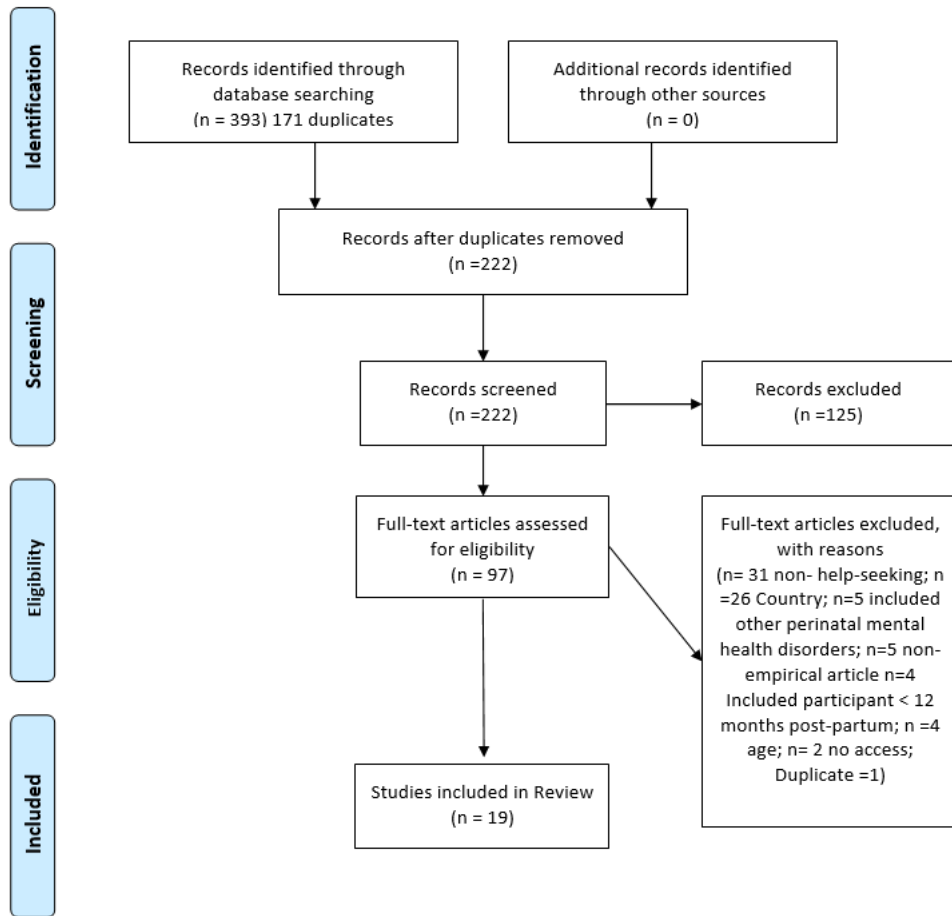 Identification
Records identified through
database searching
(n = 393) 171 duplicates
Additional records identified
through other sources
(n = 0)
Records after duplicates removed
(n =222)
Screening
Records screened
(n =222)
Records excluded
(n =125)
Eligibility
Full-text articles assessed
for eligibility
(n = 97)
Full-text articles excluded,
with reasons
(n= 31 non- help-seeking; n
=26 Country; n=5 included
other perinatal mental
health disorders; n=5 non-
empirical article n=4
Included participant < 12
months post-partum; n =4
age; n= 2 no access;
Duplicate =1)
Included
Studies included in Review
(n = 19)